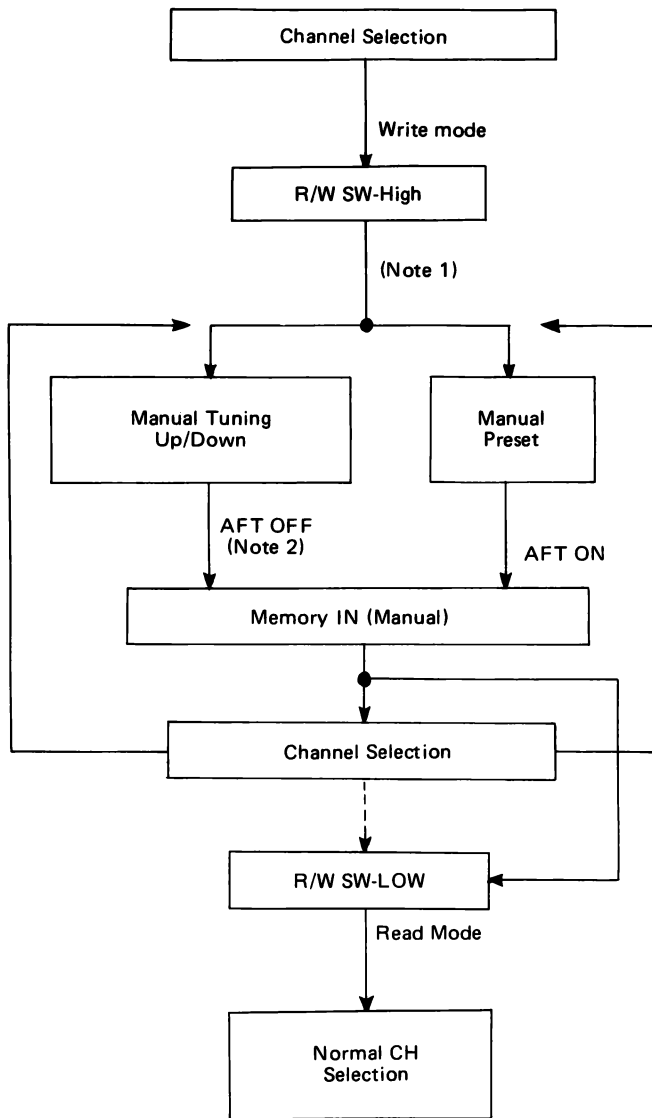 Channel Selection
Write mode
R/W SW-High
(Note 1)
Manual Tuning
Up/Down
Manual
Preset
AFT OFF
(Note 2)
AFT ON
Memory IN (Manual)
Channel Selection
R/W SW-LOW
Read Mode
Normal CH
Selection